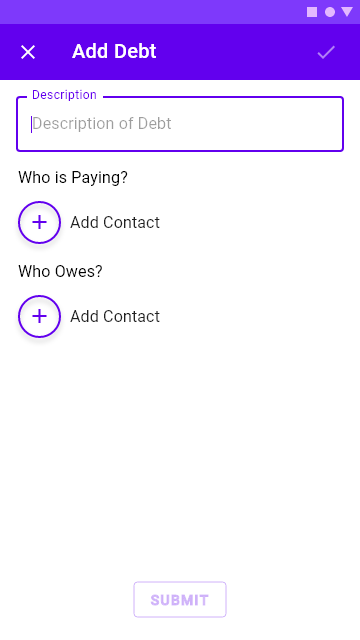 Add Debt
Description
Description of Debt
Who is Paying?
Add Contact
Who Owes?
Add Contact
SUBMIT